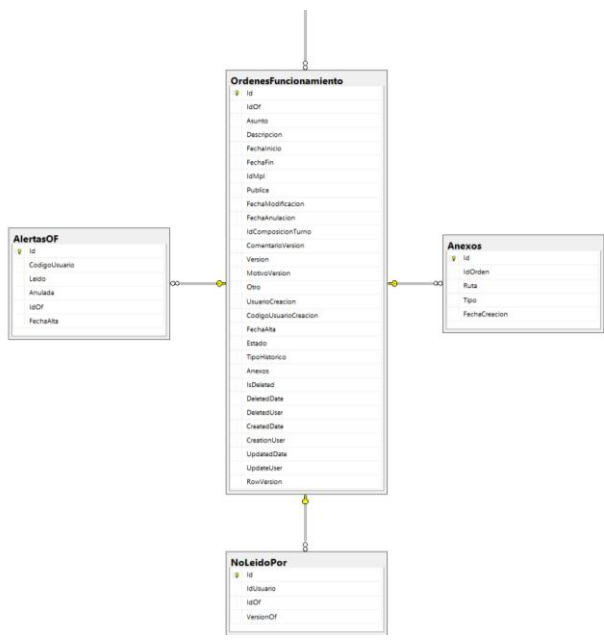 OrdenesFuncionamiento
Id
IdOf
Asunto
Descripcion
FechaInicio
FechaFin
IdMpl
Publica
FechaModificacion
FechaAnulacion
IdComposicionTurno
ComentarioVersion
Version
MotivoVersion
Otro
UsuarioCreacion
CodigoUsuarioCreacion
FechaAlta
Estado
TipoHistorico
Anexos
IsDeleted
DeletedDate
DeletedUser
CreatedDate
CreationUser
UpdatedDate
UpdateUser
RowVersion
AlertasOF
Id
CodigoUsuario
Leido
Anulada
IdOf
FechaAlta
Anexos
Id
IdOrden
Ruta
Tipo
FechaCreacion
NoLeidoPor
Id
IdUsuario
IdOf
VersionOf